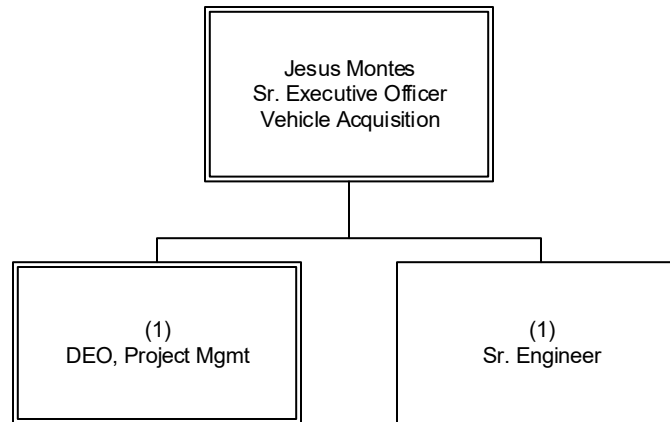 Jesus Montes
Sr. Executive Officer
Vehicle Acquisition
(1)
DEO, Project Mgmt
(1)
Sr. Engineer